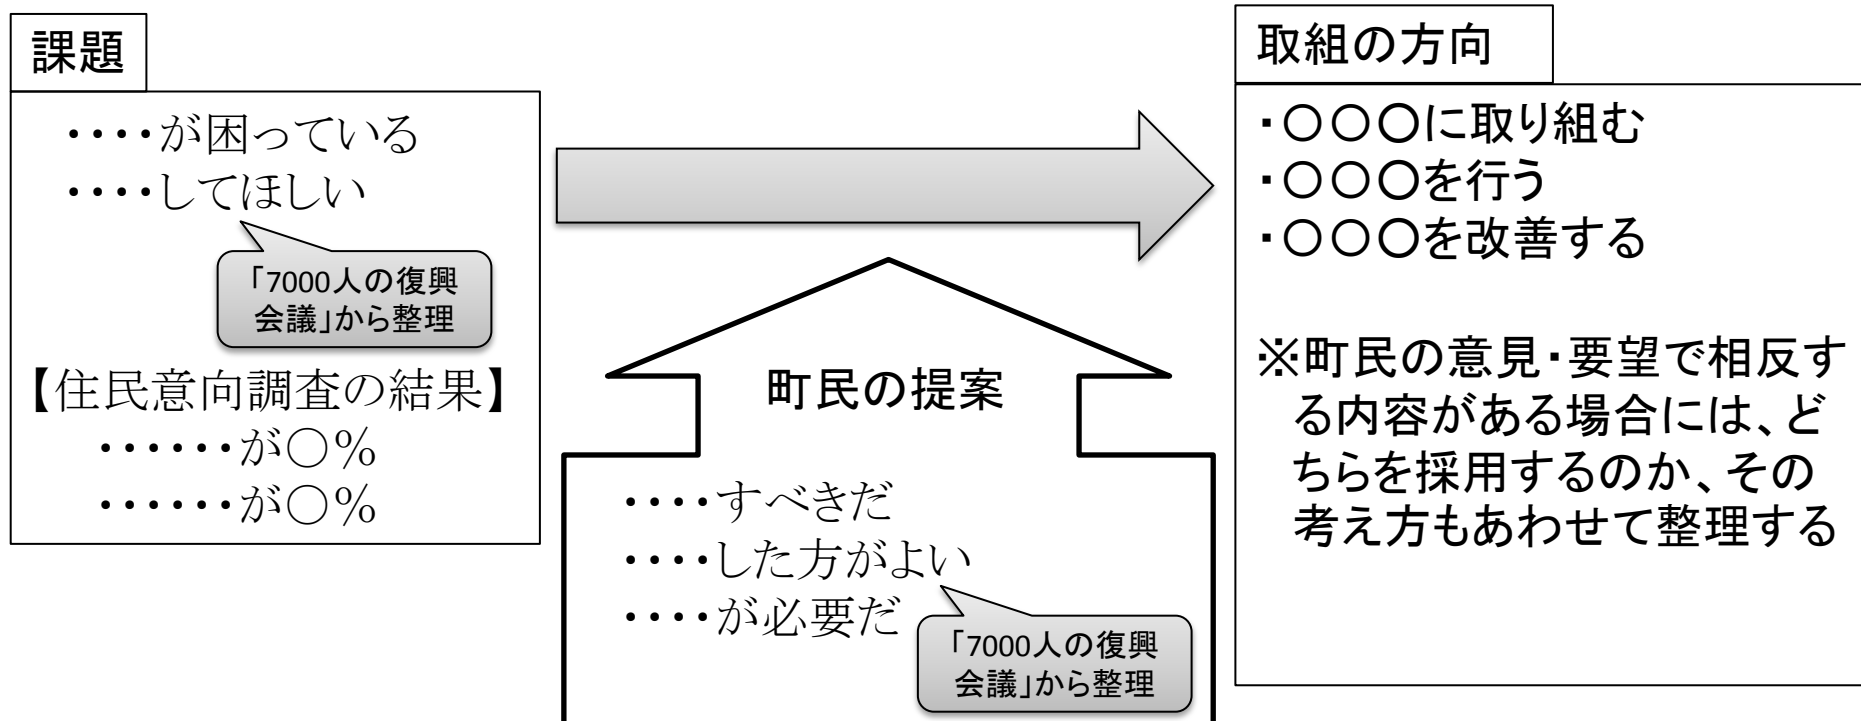 課題
・・・・が困っている
・・・・してほしい
「7000人の復興
会議」から整理
【住民意向調査の結果】
・・・・・・が○%
・・・・・・が○%
町民の提案
・・・・すべきだ
・・・・した方がよい
・・・・が必要だ
「7000人の復興
会議」から整理
取組の方向
・○○○に取り組む
・○○○を行う
・○○○を改善する
※町民の意見・要望で相反す
る内容がある場合には、ど
ちらを採用するのか、その
考え方もあわせて整理する